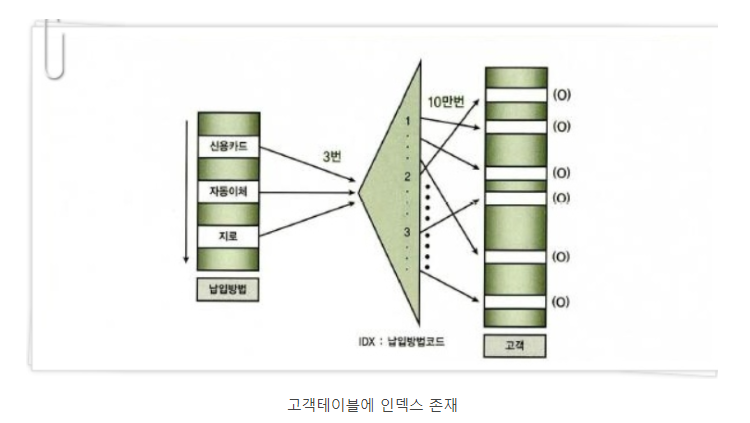 신용카드
자동이체
지로
납입방법
3번
1
2
3
10만번
IDX : 납입방법코드
(O)
(O)
(O)
(O)
(O)
(O)
고객
고객테이블에 인덱스 존재